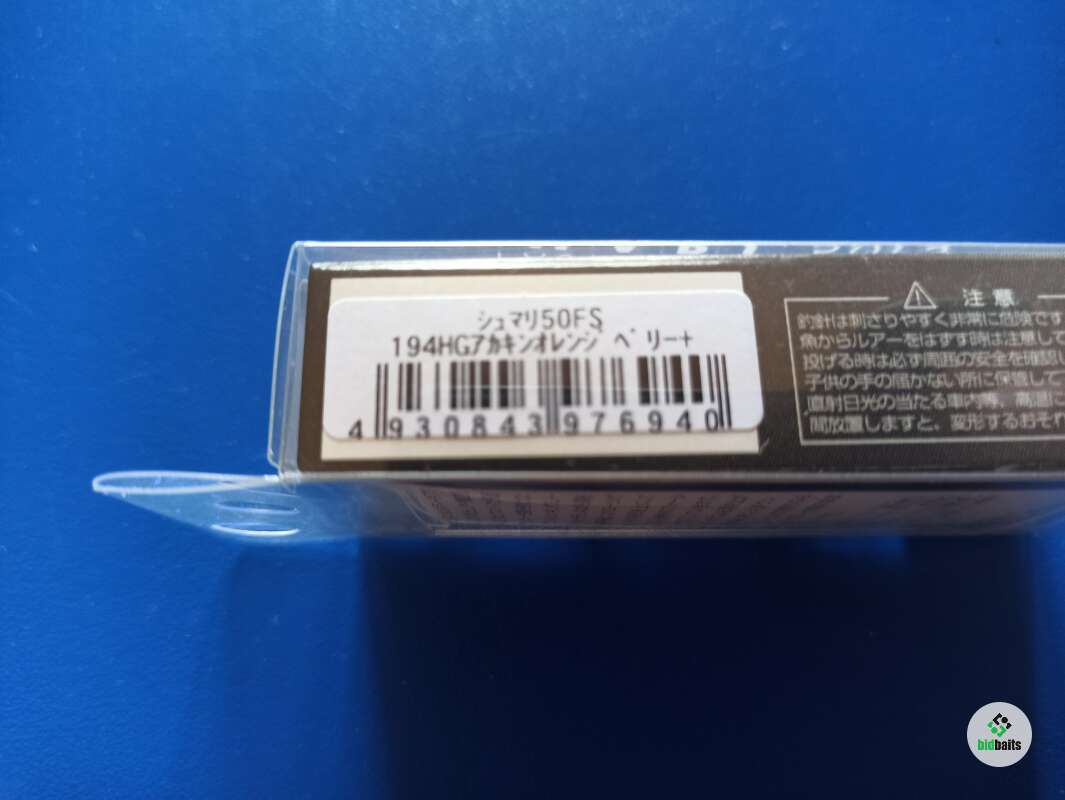 シュマリ50FS
194HGアカキンオレンジベリー+
4 930843 976940
注意
釣針は刺さりやすく非常に危険です
魚からルアーをはずす時は注意して
投げる時は必ず周囲の安全を確認し
子供の手の届かない所に保管して
直射日光の当たる車内等、高温に
間放置しますと、変形するおそれ
bidbaits